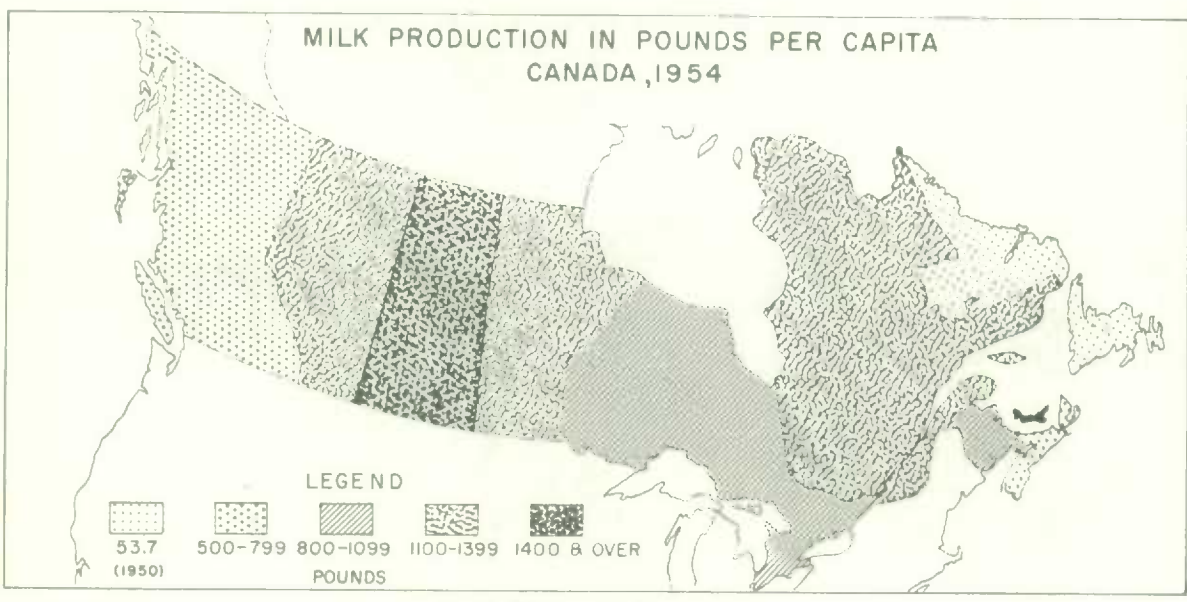 MILK PRODUCTION IN POUNDS PER CAPITA
CANADA, 1954
LEGEND
53.7 500-799 800-1099 1100-1399 1400 & OVER
(1950) POUNDS